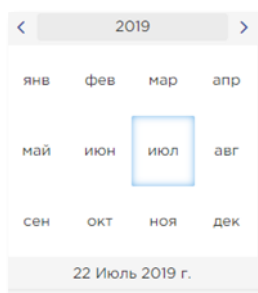 2019
янв фев мар апр
май июн июл авг
сен окт ноя дек
22 Июль 2019 г.